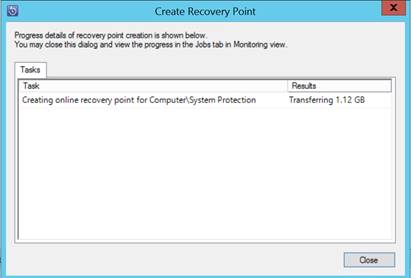 Create Recovery Point
x
Progress details of recovery point creation is shown below.
You may close this dialog and view the progress in the Jobs tab in Monitoring view.
Tasks
Task Results
Creating online recovery point for Computer\System Protection Transferring 1.12 GB
Close